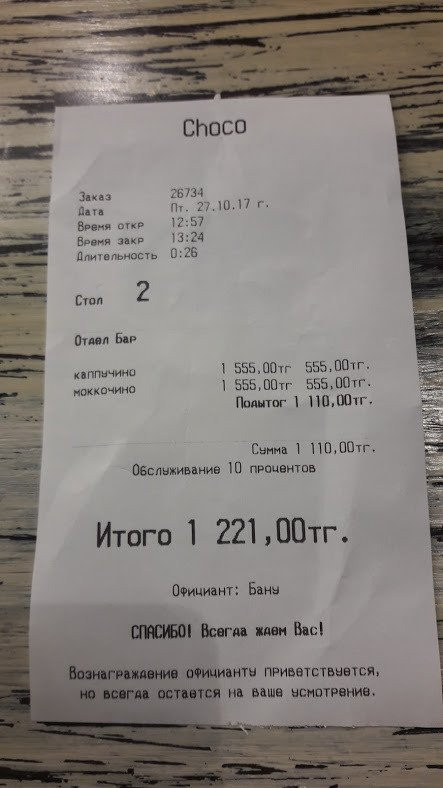 Choco
Заказ 26734
Дата Пт. 27.10.17 г.
Время откр 12:57
Время закр 13:24
Длительность 0:26
Стол 2
Отдел Бар
каппучино 1 555,00тг 555,00тг.
моккочино 1 555,00тг 555,00тг.
Подытог 1 110,00тг.
Сумма 1 110,00тг.
Обслуживание 10 процентов
Итого 1 221,00тг.
Официант: Бану
СПАСИБО! Всегда ждем Вас!
Вознаграждение официанту приветствуется,
но всегда остается на ваше усмотрение.